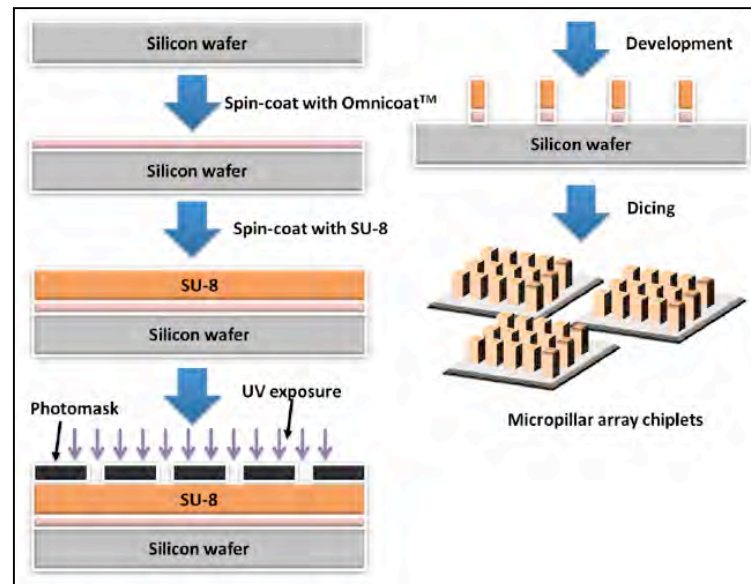 Silicon wafer
Spin-coat with Omnicoat™
Silicon wafer
Spin-coat with SU-8
SU-8
Silicon wafer
Photomask
UV exposure
SU-8
Silicon wafer
Development
Silicon wafer
Dicing
Micropillar array chiplets